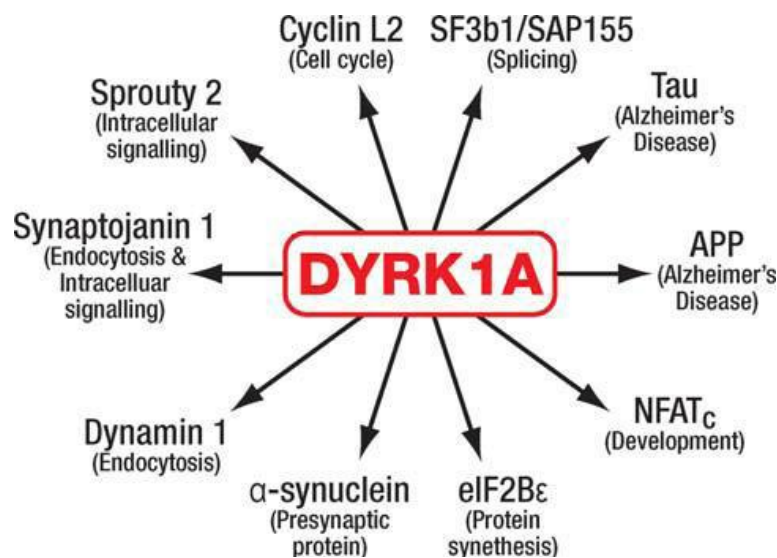 Cyclin L2
(Cell cycle)
SF3b1/SAP155
(Splicing)
Tau
(Alzheimer's
Disease)
Sprouty 2
(Intracellular
signalling)
Synaptojanin 1
(Endocytosis &
Intracelluar
signalling)
DYRK1A
APP
(Alzheimer's
Disease)
Dynamin 1
(Endocytosis)
NFATC
(Development)
α-synuclein
(Presynaptic
protein)
eIF2Bε
(Protein
synethesis)